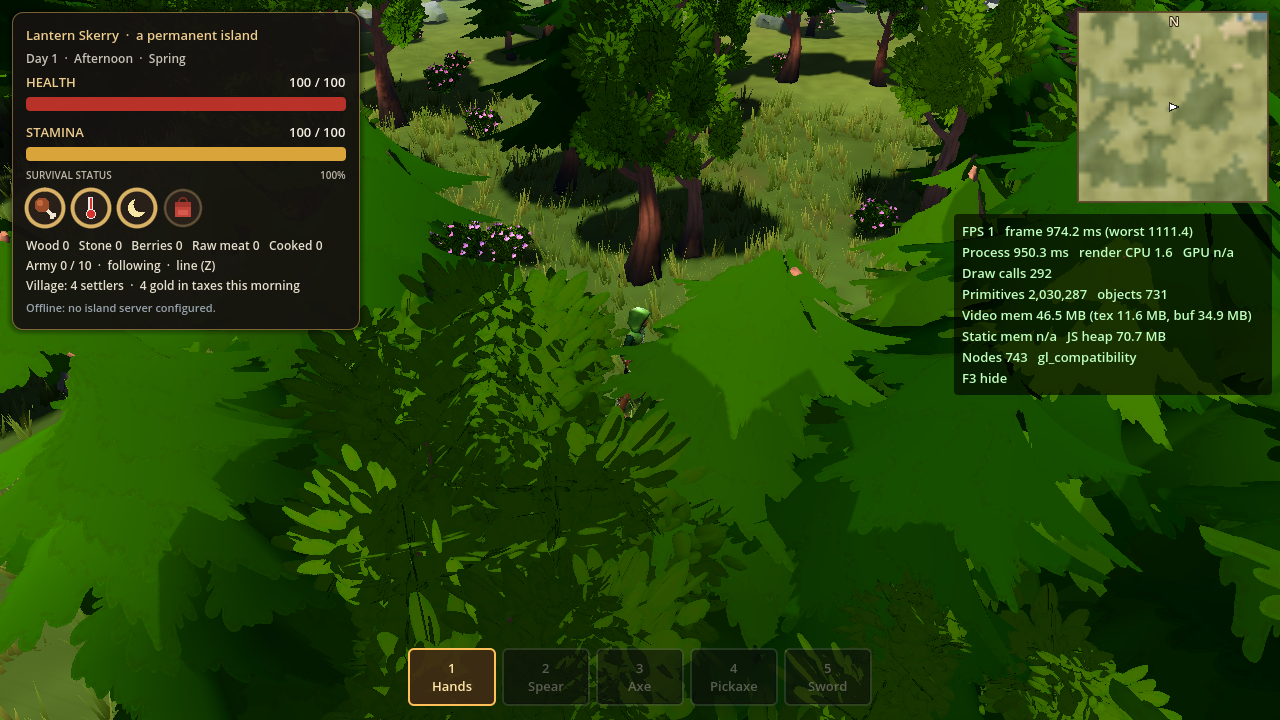 Lantern Skerry · a permanent island
Day 1 · Afternoon · Spring
HEALTH 100 / 100
STAMINA 100 / 100
SURVIVAL STATUS 100%
Wood 0 Stone 0 Berries 0 Raw meat 0 Cooked 0
Army 0 / 10 · following · line (Z)
Village: 4 settlers · 4 gold in taxes this morning
Offline: no island server configured.
N
FPS 1 frame 974.2 ms (worst 1111.4)
Process 950.3 ms render CPU 1.6 GPU n/a
Draw calls 292
Primitives 2,030,287 objects 731
Video mem 46.5 MB (tex 11.6 MB, buf 34.9 MB)
Static mem n/a JS heap 70.7 MB
Nodes 743 gl_compatibility
F3 hide
1 2 3 4 5
Hands Spear Axe Pickaxe Sword